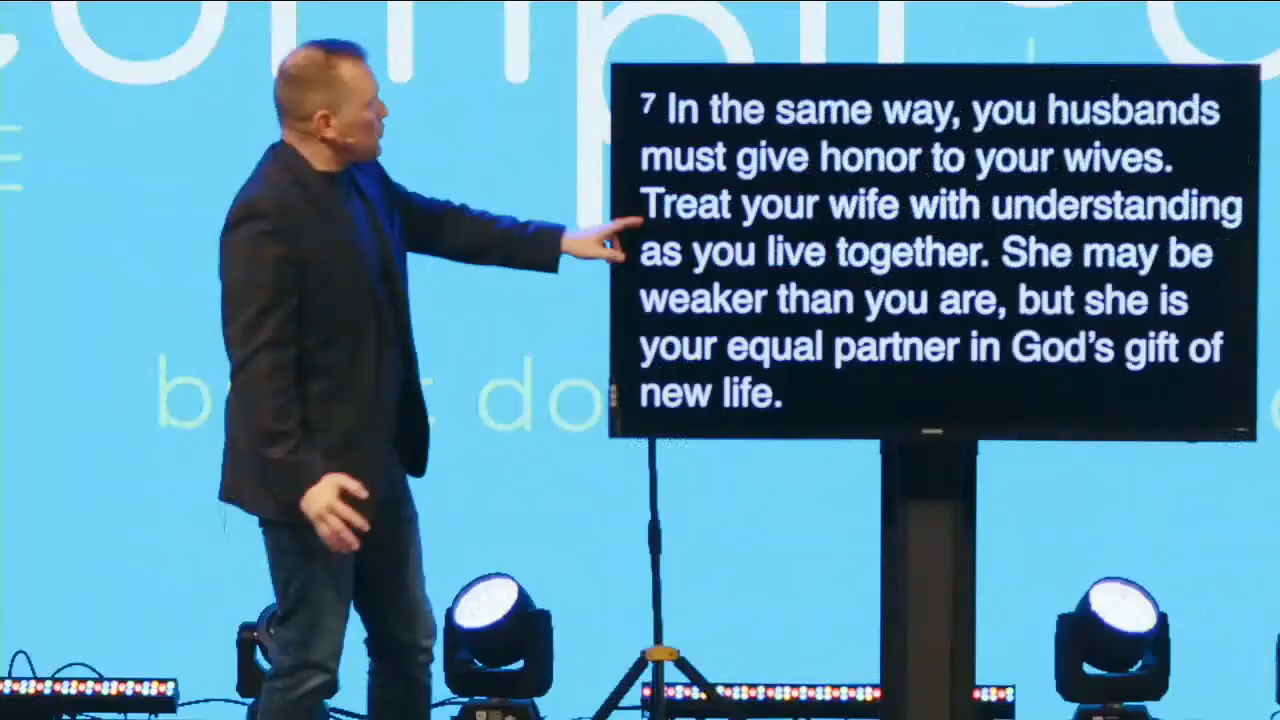 ⁷ In the same way, you husbands
must give honor to your wives.
Treat your wife with understanding
as you live together. She may be
weaker than you are, but she is
your equal partner in God's gift of
new life.